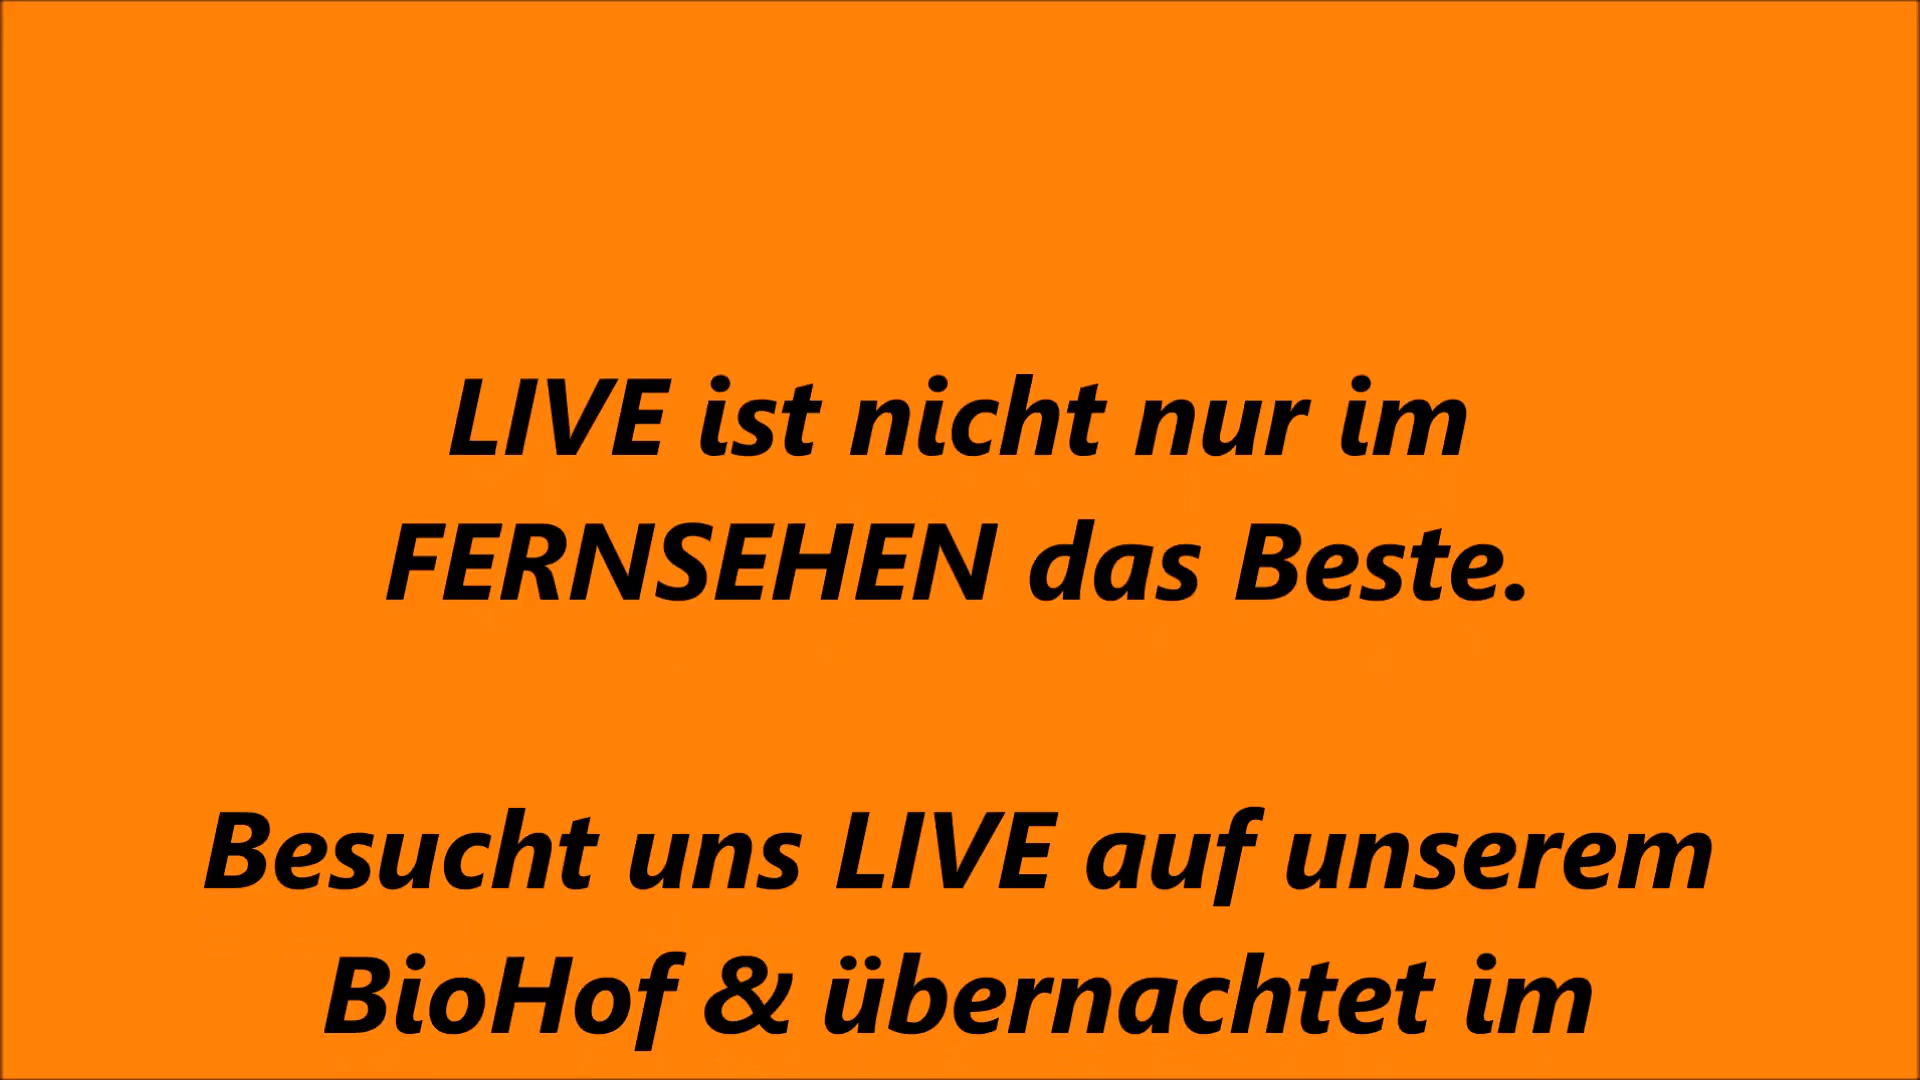 LIVE ist nicht nur im
FERNSEHEN das Beste.
Besucht uns LIVE auf unserem
BioHof & übernachtet im